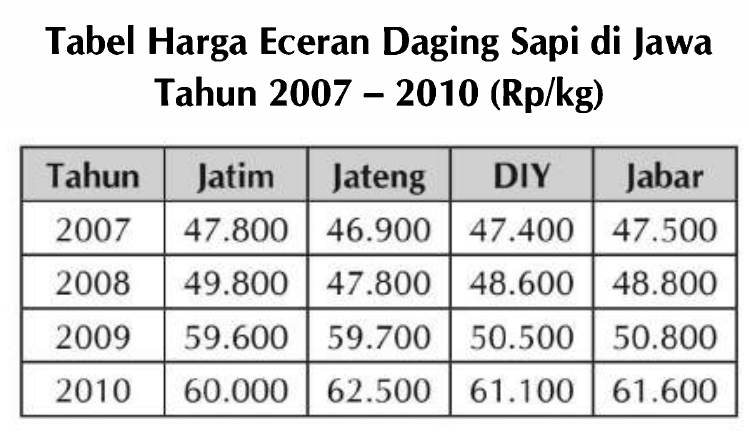 Tabel Harga Eceran Daging Sapi di Jawa
Tahun 2007 – 2010 (Rp/kg)
Tahun Jatim Jateng DIY Jabar
2007 47.800 46.900 47.400 47.500
2008 49.800 47.800 48.600 48.800
2009 59.600 59.700 50.500 50.800
2010 60.000 62.500 61.100 61.600